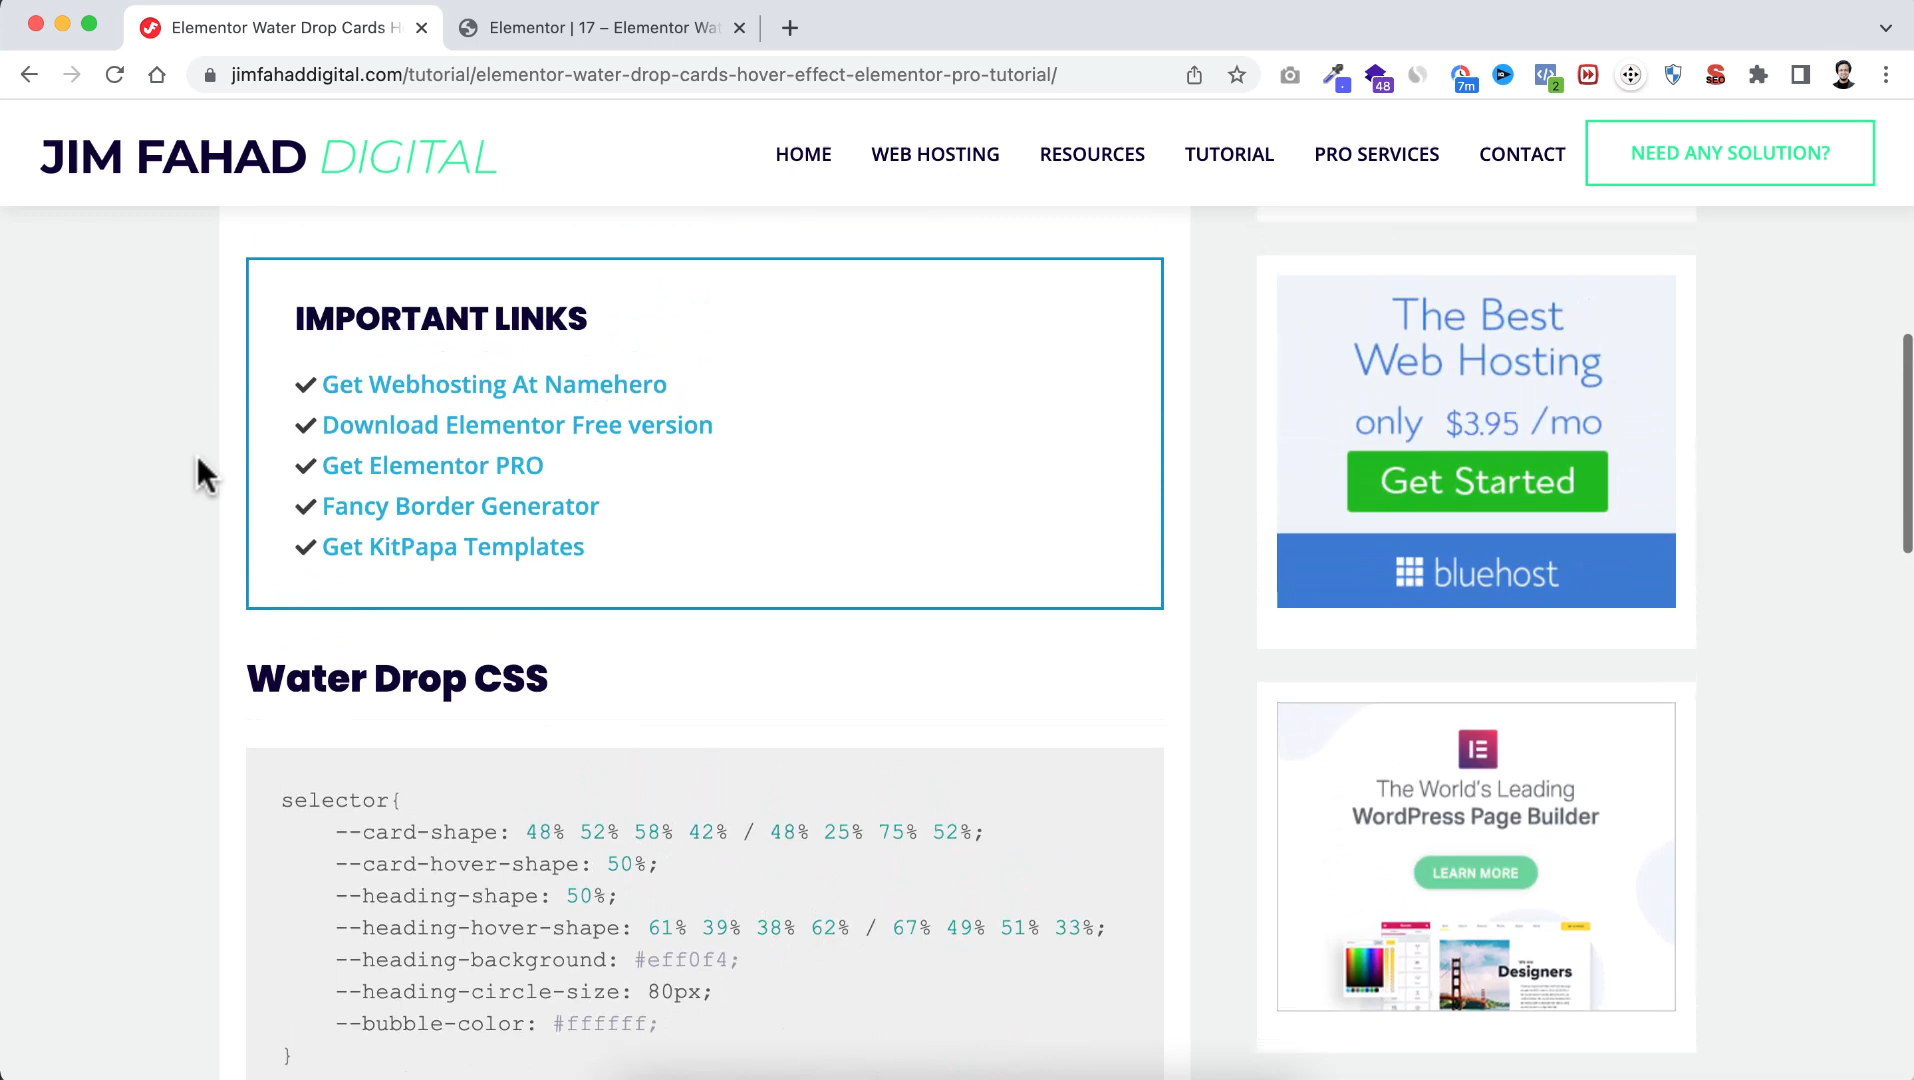 Elementor Water Drop Cards H
Elementor | 17 – Elementor Wat
jimfahaddigital.com/tutorial/elementor-water-drop-cards-hover-effect-elementor-pro-tutorial/
48
7m
2
SEO
JIM FAHAD DIGITAL
HOME
WEB HOSTING
RESOURCES
TUTORIAL
PRO SERVICES
CONTACT
NEED ANY SOLUTION?
IMPORTANT LINKS
Get Webhosting At Namehero
Download Elementor Free version
Get Elementor PRO
Fancy Border Generator
Get KitPapa Templates
Water Drop CSS
selector{
--card-shape: 48% 52% 58% 42% / 48% 25% 75% 52%;
--card-hover-shape: 50%;
--heading-shape: 50%;
--heading-hover-shape: 61% 39% 38% 62% / 67% 49% 51% 33%;
--heading-background: #eff0f4;
--heading-circle-size: 80px;
--bubble-color: #ffffff;
}
The Best
Web Hosting
only $3.95 /mo
Get Started
bluehost
The World's Leading
WordPress Page Builder
LEARN MORE
Designers